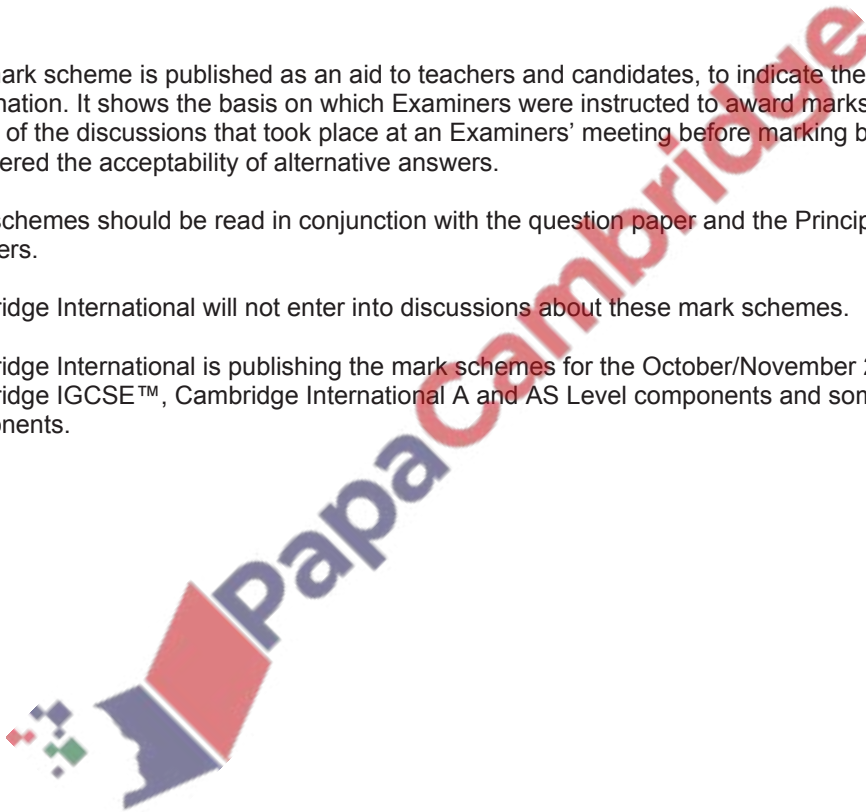 ark scheme is published as an aid to teachers and candidates, to indicate the
nation. It shows the basis on which Examiners were instructed to award marks
of the discussions that took place at an Examiners' meeting before marking b
ered the acceptability of alternative answers.
schemes should be read in conjunction with the question paper and the Princip
ers.
ridge International will not enter into discussions about these mark schemes.
ridge International is publishing the mark schemes for the October/November 2
ridge IGCSE™, Cambridge International A and AS Level components and som
onents.
PapaCambridge